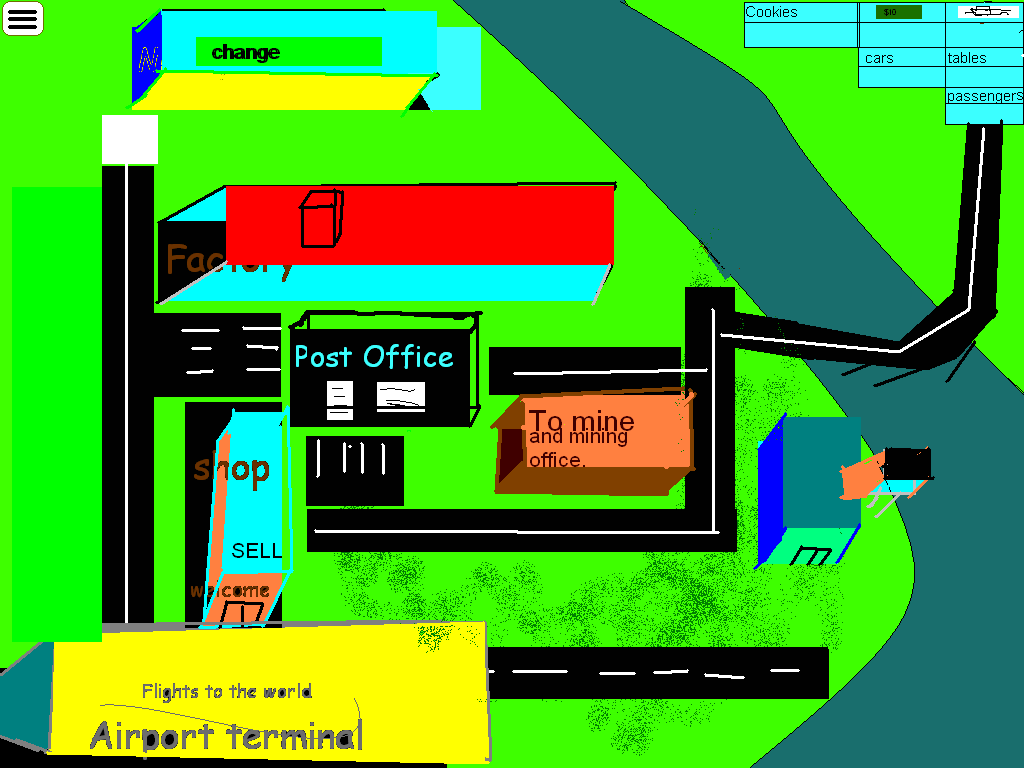 Cookies
$10
change
cars
tables
passengers
Factory
Post Office
To mine
and mining
office.
shop
SELL
welcome
Flights to the world
Airport terminal